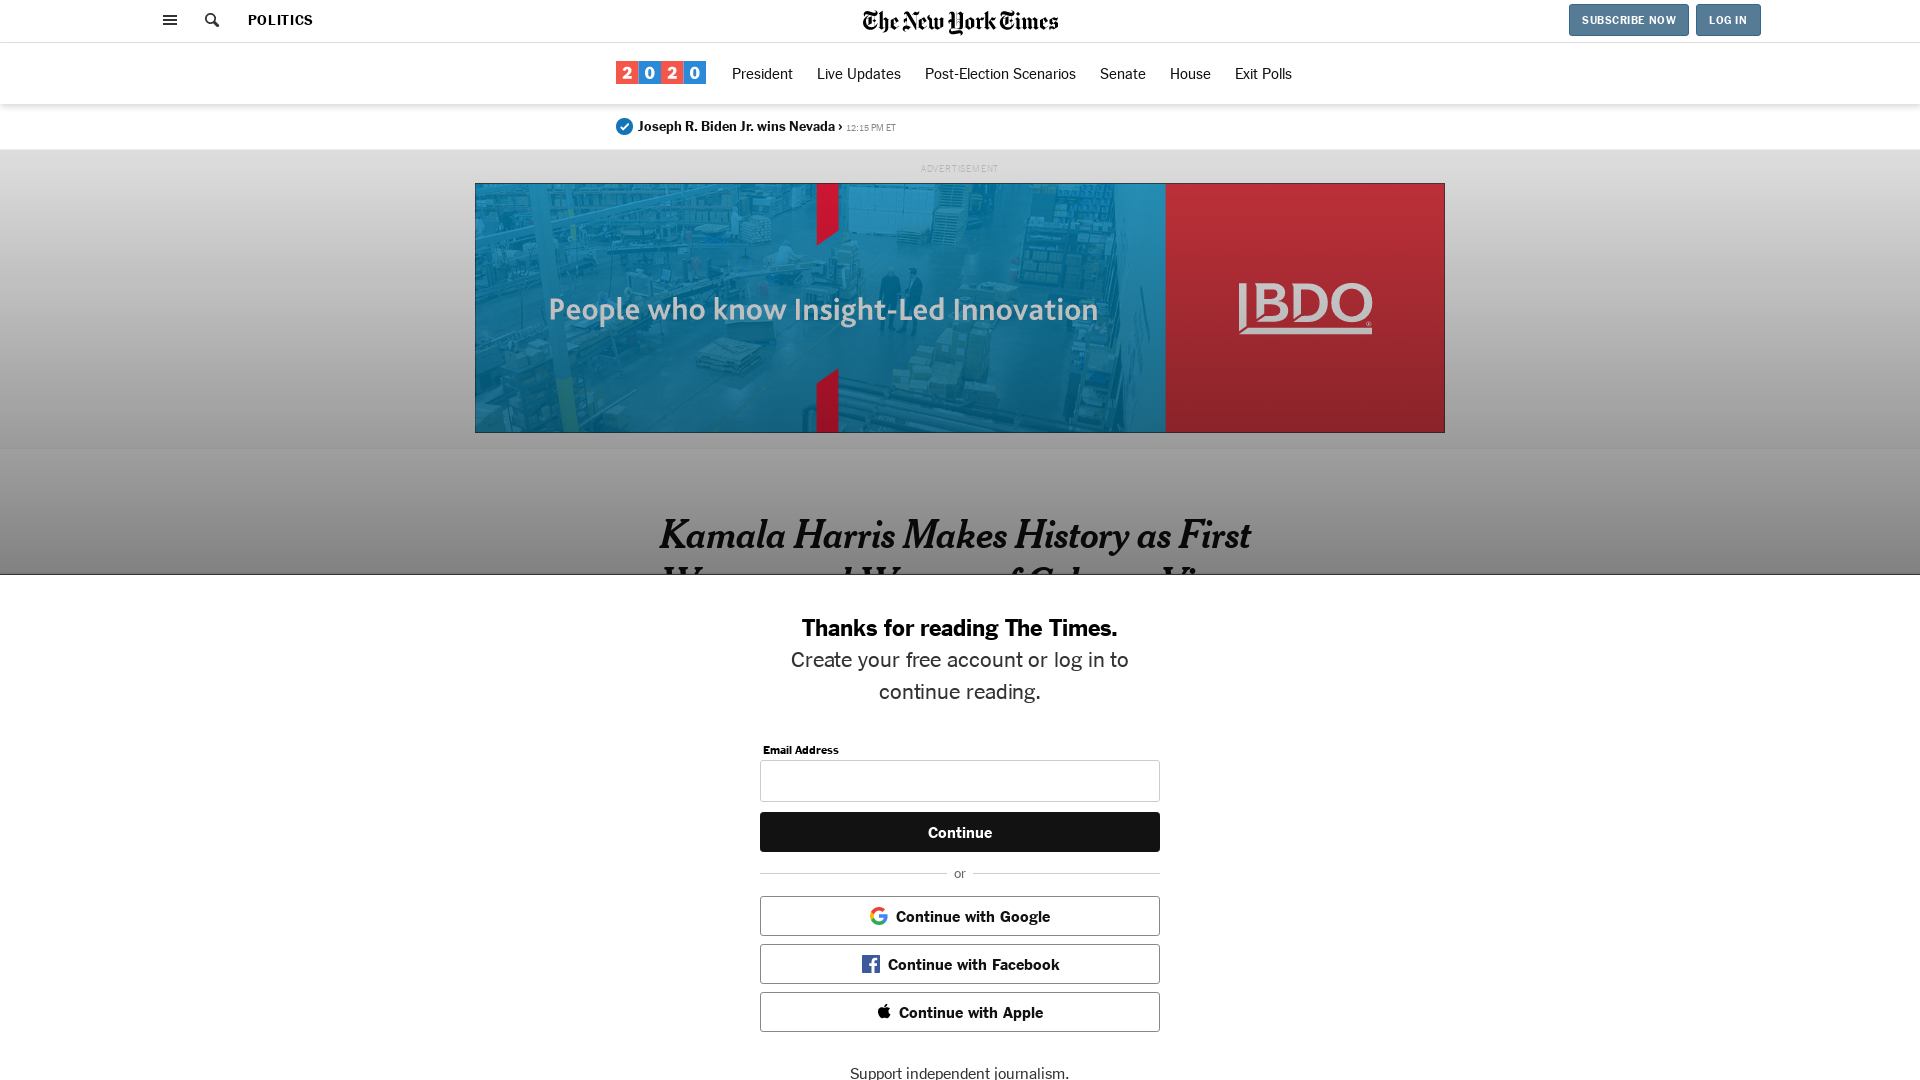 POLITICS
The New York Times
SUBSCRIBE NOW
LOG IN
2020
President
Live Updates
Post-Election Scenarios
Senate
House
Exit Polls
Joseph R. Biden Jr. wins Nevada › 12:15 PM ET
ADVERTISEMENT
People who know Insight-Led Innovation
BDO
Kamala Harris Makes History as First
Thanks for reading The Times.
Create your free account or log in to
continue reading.
Email Address
Continue
or
Continue with Google
Continue with Facebook
Continue with Apple
Support independent journalism.